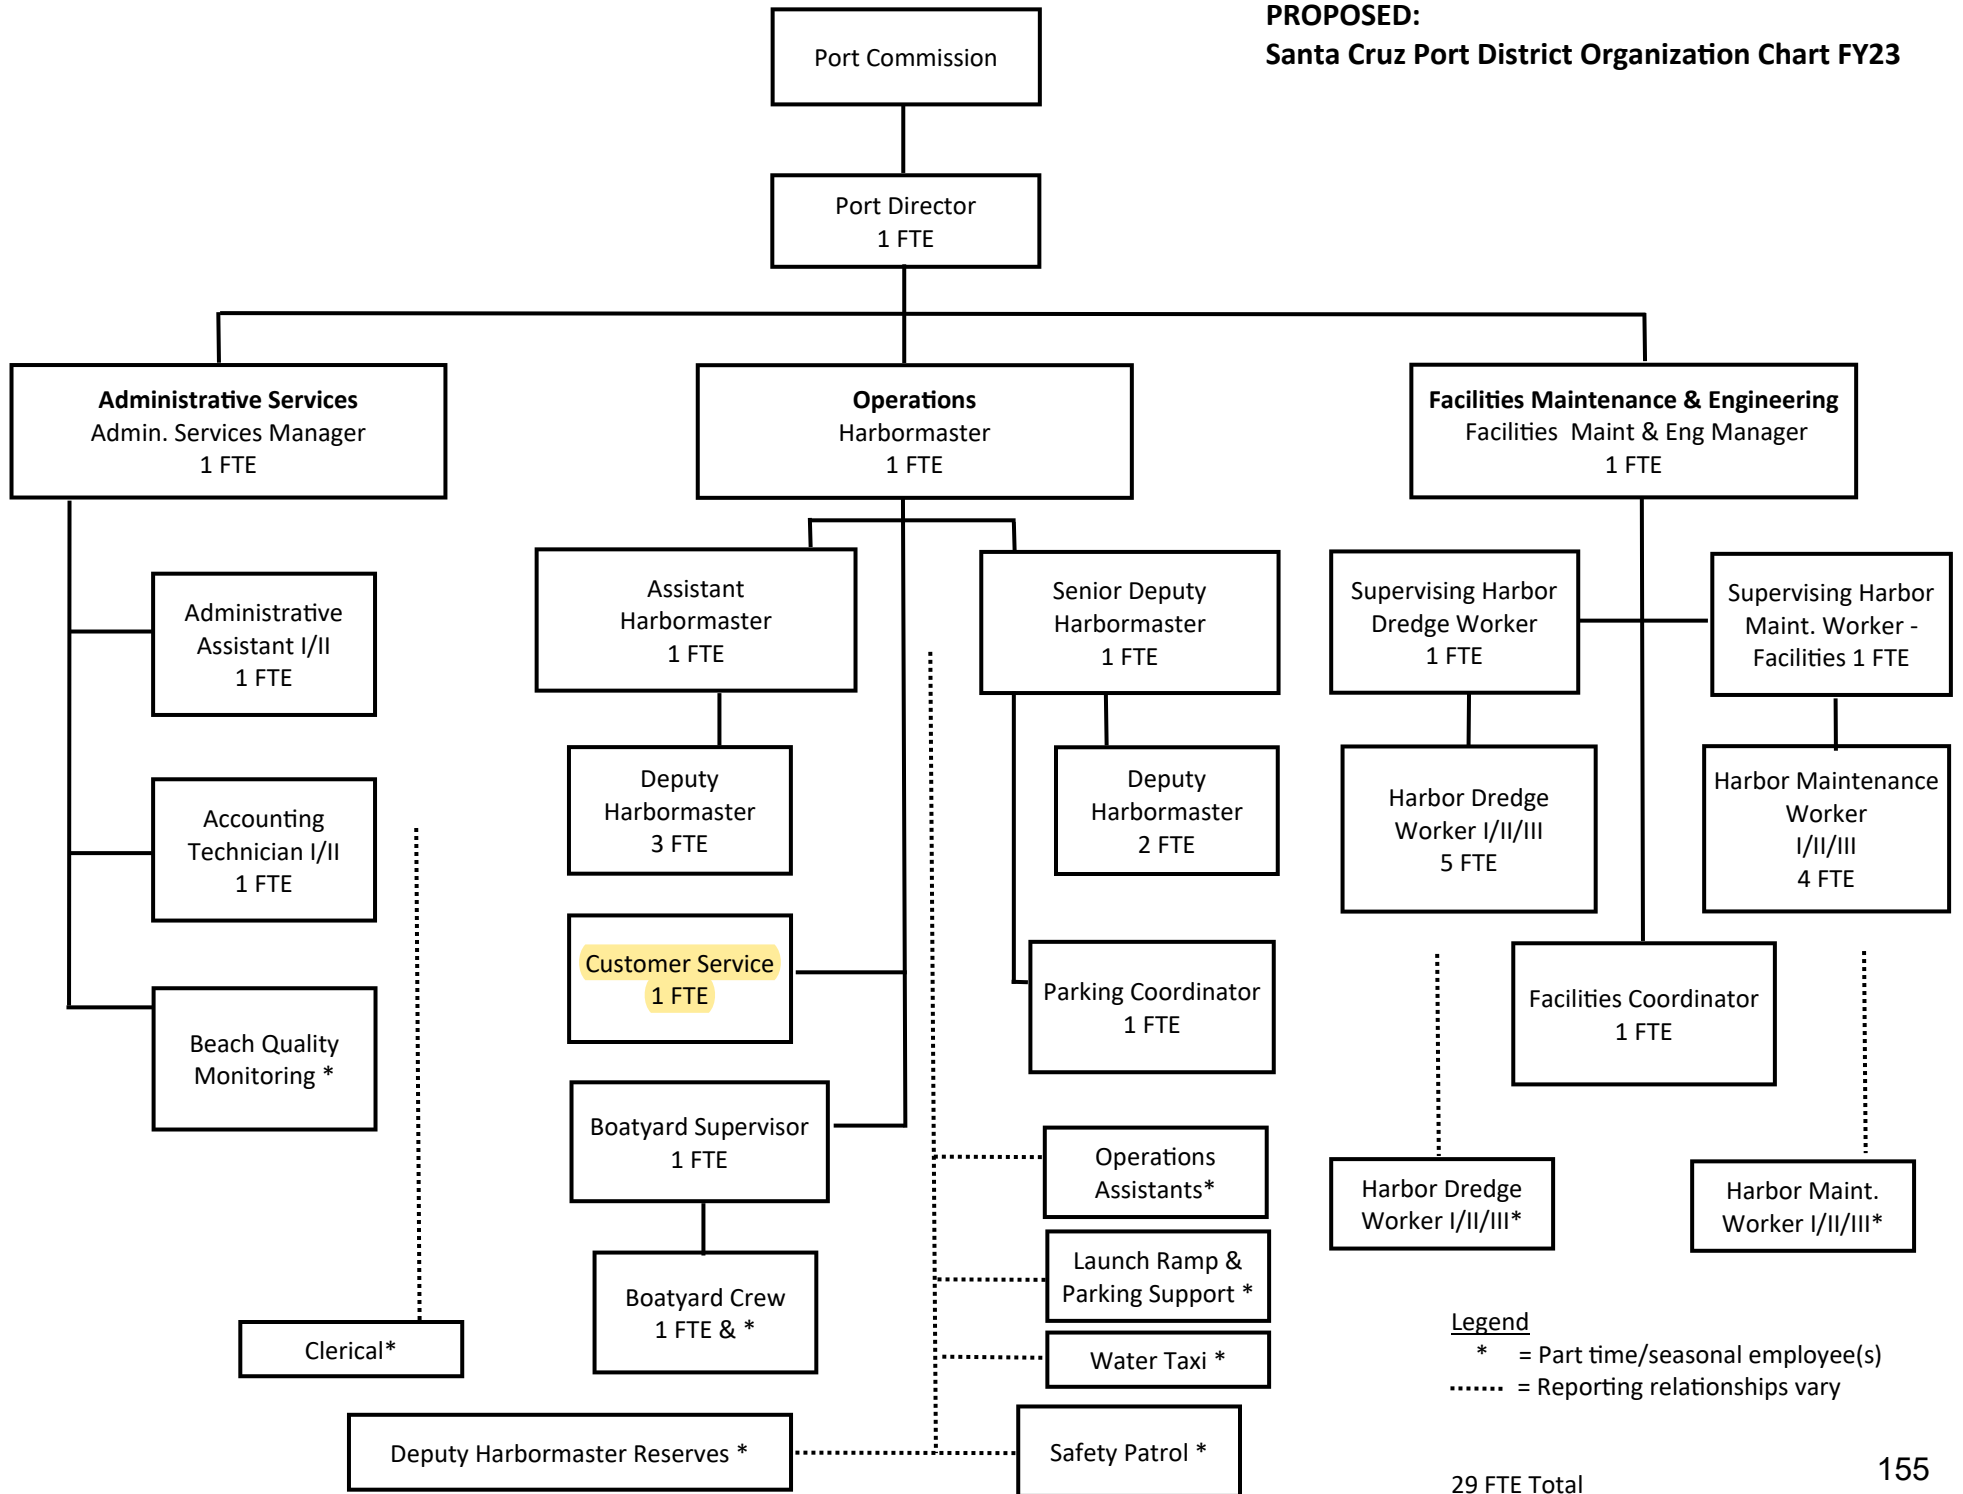 PROPOSED:
Santa Cruz Port District Organization Chart FY23
Port Commission
Port Director
1 FTE
Administrative Services
Admin. Services Manager
1 FTE
Operations
Harbormaster
1 FTE
Facilities Maintenance & Engineering
Facilities Maint & Eng Manager
1 FTE
Administrative
Assistant I/II
1 FTE
Accounting
Technician I/II
1 FTE
Beach Quality
Monitoring *
Clerical*
Assistant
Harbormaster
1 FTE
Deputy
Harbormaster
3 FTE
Customer Service
1 FTE
Boatyard Supervisor
1 FTE
Boatyard Crew
1 FTE & *
Deputy Harbormaster Reserves *
Senior Deputy
Harbormaster
1 FTE
Deputy
Harbormaster
2 FTE
Parking Coordinator
1 FTE
Operations
Assistants*
Launch Ramp &
Parking Support *
Water Taxi *
Safety Patrol *
Supervising Harbor
Dredge Worker
1 FTE
Harbor Dredge
Worker I/II/III
5 FTE
Harbor Dredge
Worker I/II/III*
Supervising Harbor
Maint. Worker -
Facilities 1 FTE
Harbor Maintenance
Worker
I/II/III
4 FTE
Facilities Coordinator
1 FTE
Harbor Maint.
Worker I/II/III*
Legend
* = Part time/seasonal employee(s)
........ = Reporting relationships vary
29 FTE Total
155